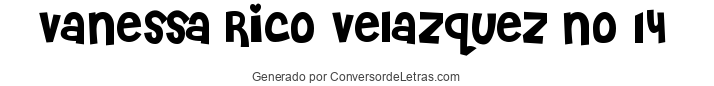 vanessa Rico velazquez no 14
Generado por ConversordeLetras.com